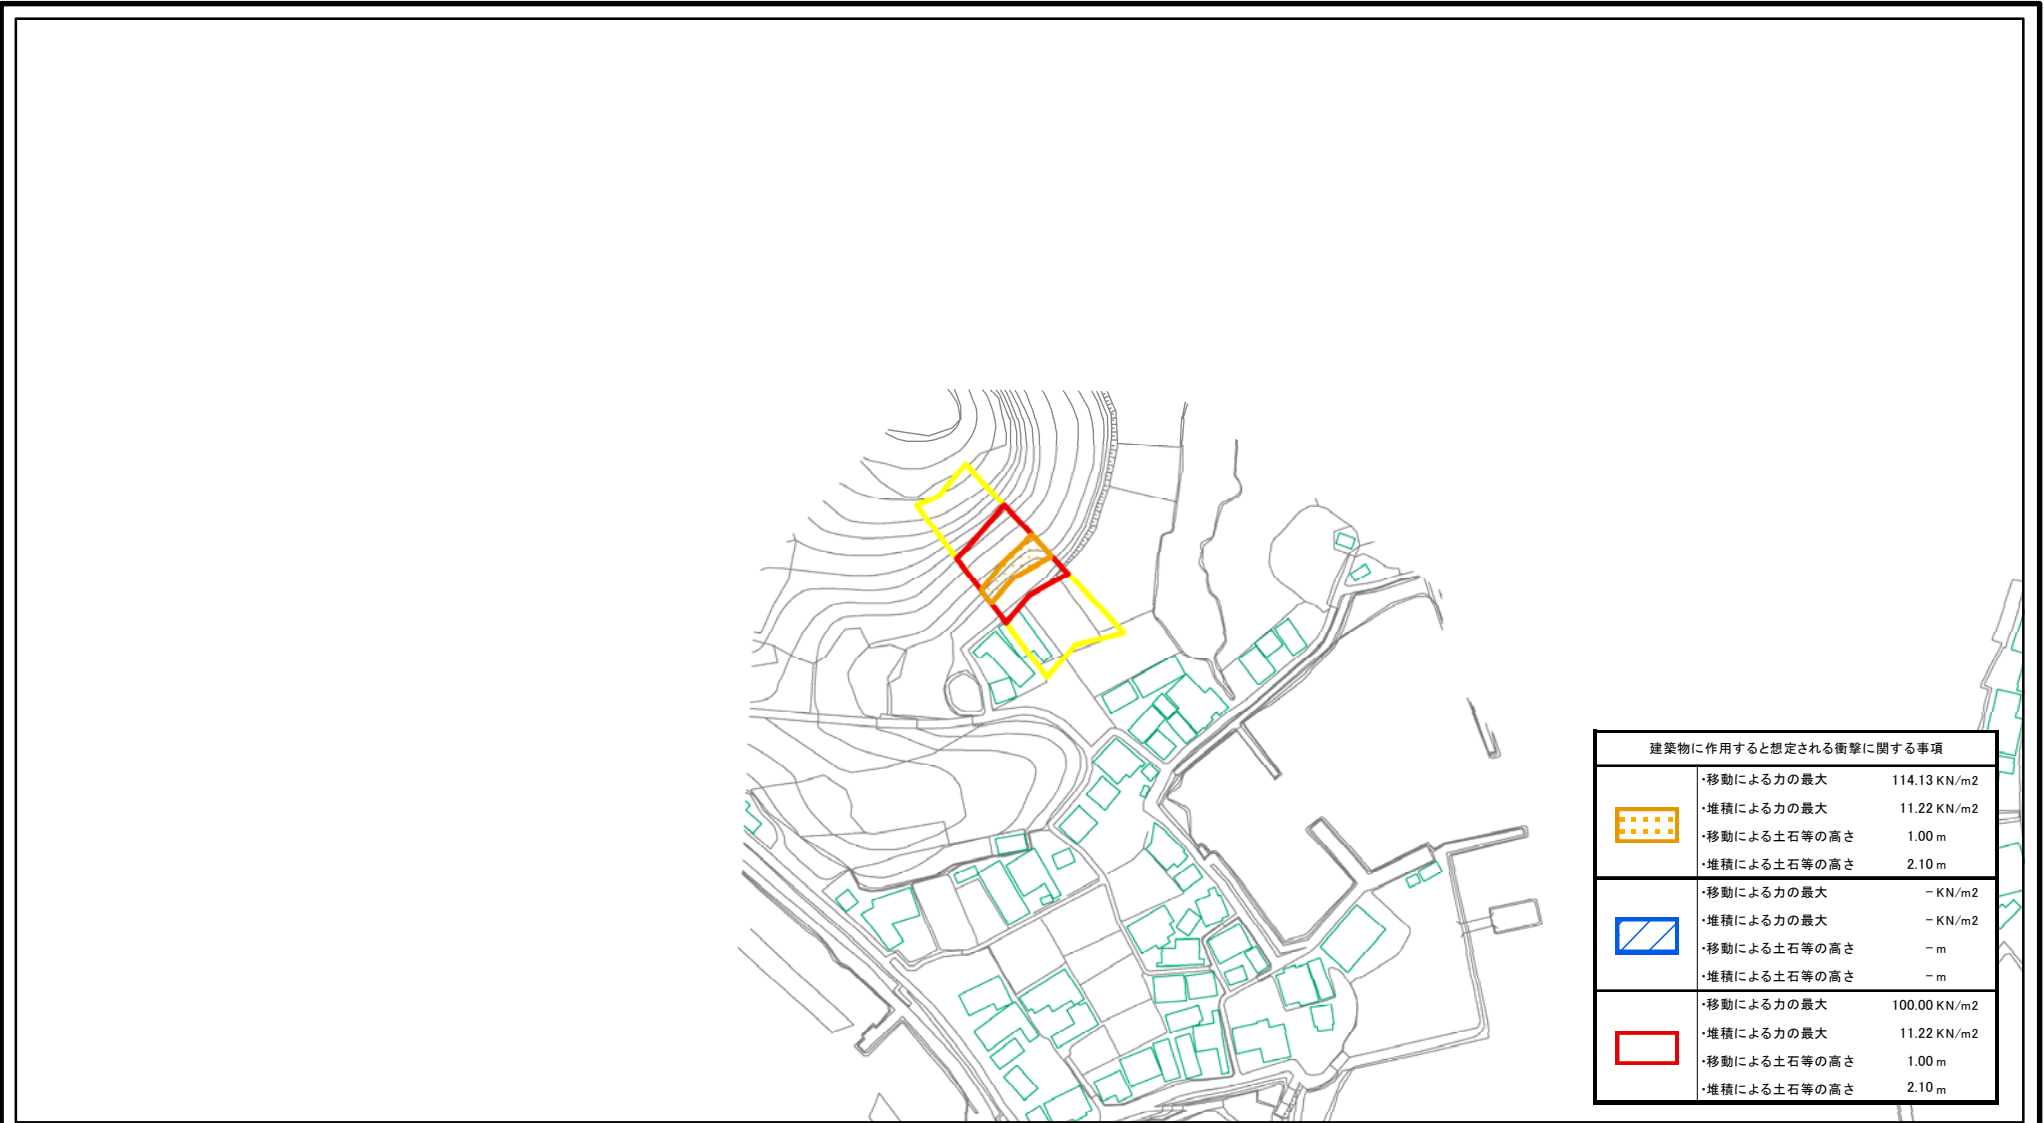 建築物に作用すると想定される衝撃に関する事項
・移動による力の最大 114.13 KN/m2
・堆積による力の最大 11.22 KN/m2
・移動による土石等の高さ 1.00 m
・堆積による土石等の高さ 2.10 m
・移動による力の最大 － KN/m2
・堆積による力の最大 － KN/m2
・移動による土石等の高さ － m
・堆積による土石等の高さ － m
・移動による力の最大 100.00 KN/m2
・堆積による力の最大 11.22 KN/m2
・移動による土石等の高さ 1.00 m
・堆積による土石等の高さ 2.10 m